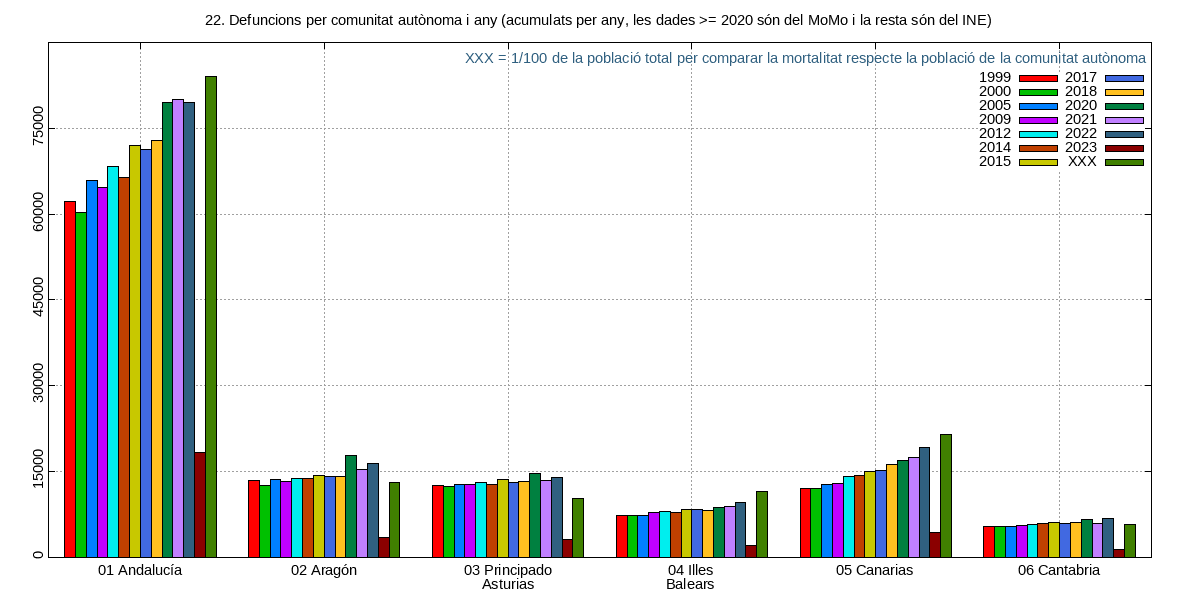 22. Defuncions per comunitat autònoma i any (acumulats per any, les dades >= 2020 són del MoMo i la resta són del INE)
XXX = 1/100 de la població total per comparar la mortalitat respecte la població de la comunitat autònoma
1999 2017
2000 2018
2005 2020
2009 2021
2012 2022
2014 2023
2015 XXX
75000
60000
45000
30000
15000
0
01 Andalucía 02 Aragón 03 Principado 04 Illes 05 Canarias 06 Cantabria
Asturias Balears